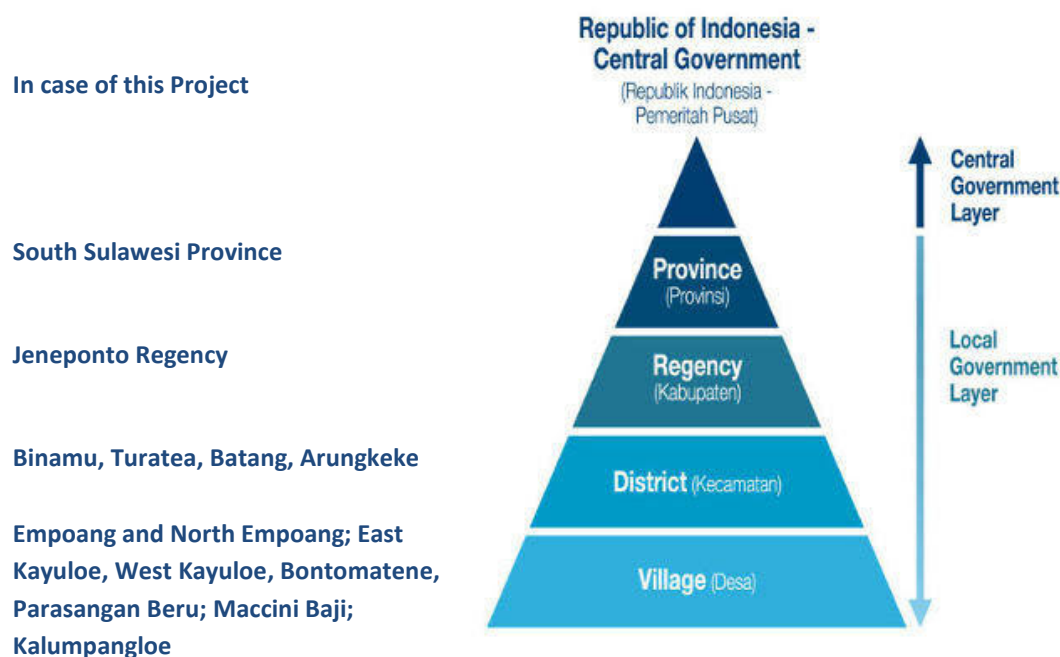 Republic of Indonesia -
Central Government
(Republik Indonesia -
Pemeritah Pusat)
In case of this Project
Central
Government
Layer
South Sulawesi Province
Province
(Provinsi)
Jeneponto Regency
Regency
(Kabupaten)
Local
Government
Layer
Binamu, Turatea, Batang, Arungkeke
District (Kecamatan)
Empoang and North Empoang; East
Kayuloe, West Kayuloe, Bontomatene,
Parasangan Beru; Maccini Baji;
Kalumpangloe
Village (Desa)